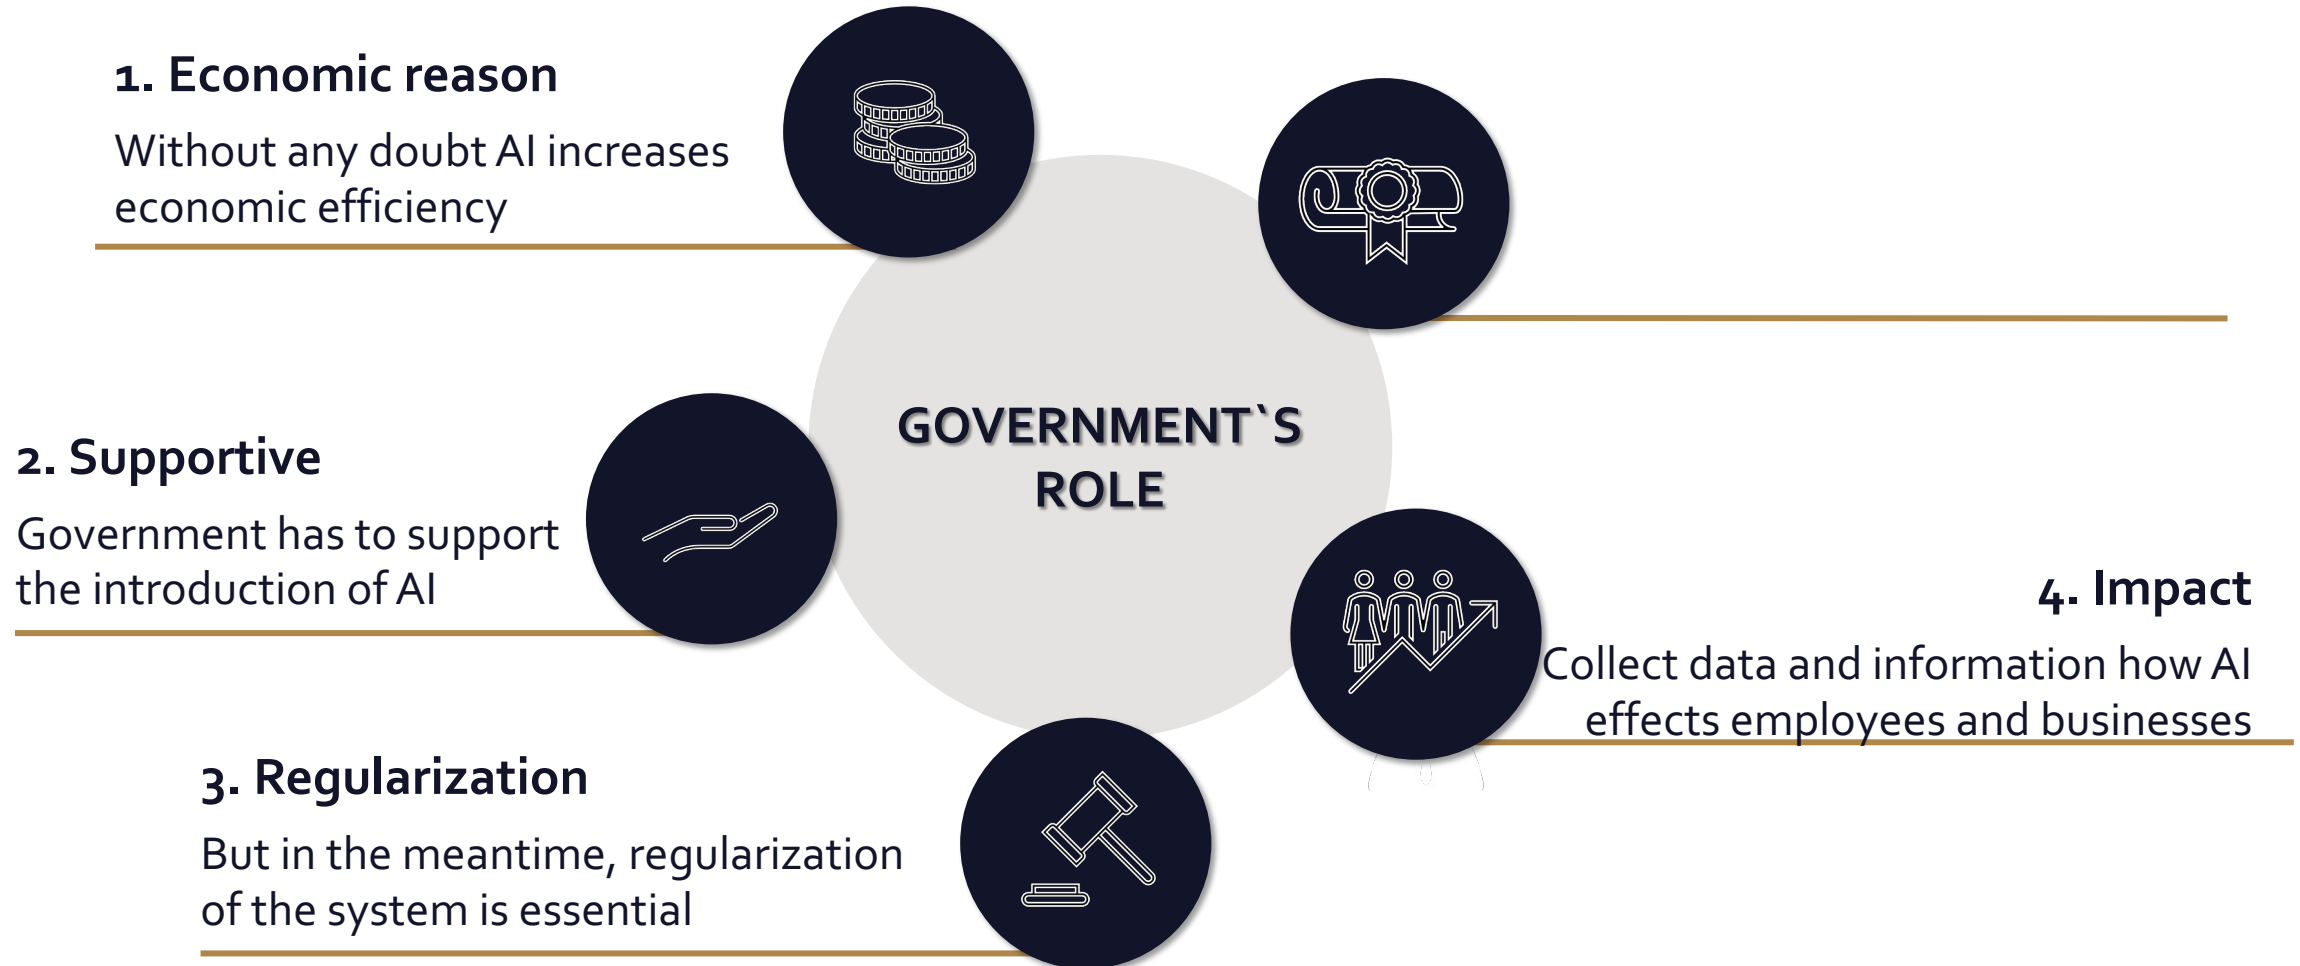 1. Economic reason
Without any doubt AI increases
economic efficiency
2. Supportive
Government has to support
the introduction of AI
3. Regularization
But in the meantime, regularization
of the system is essential
GOVERNMENT`S
ROLE
4. Impact
Collect data and information how AI
effects employees and businesses